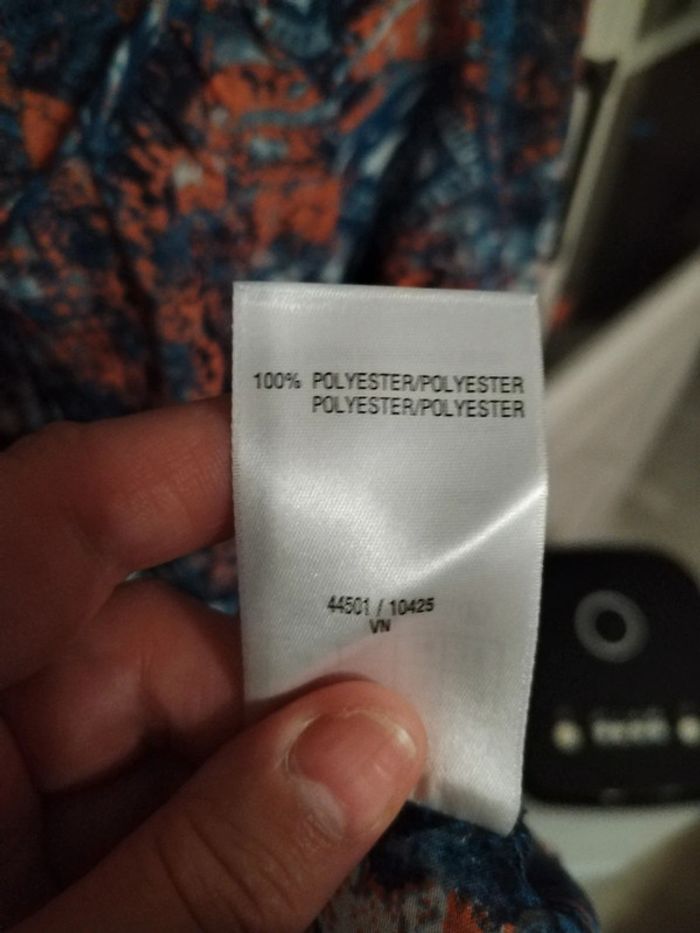 100% POLYESTER/POLYESTER
POLYESTER/POLYESTER
44501 / 10425
VN